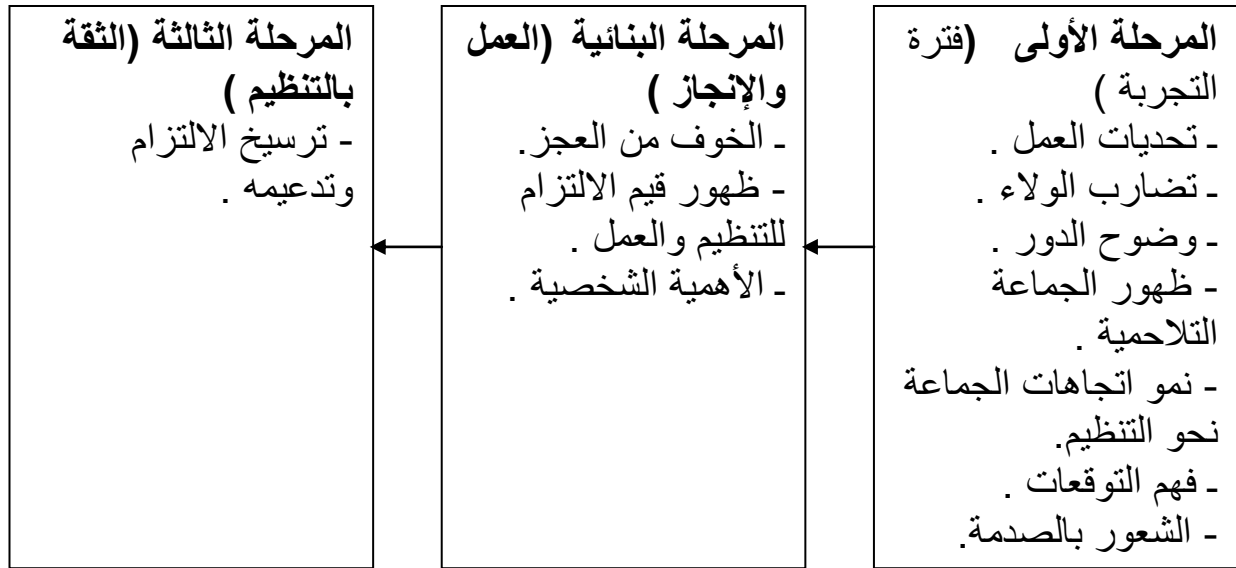 المرحلة الأولى (فترة
التجربة )
- تحديات العمل .
- تضارب الولاء .
- وضوح الدور .
- ظهور الجماعة
التلاحمية .
- نمو اتجاهات الجماعة
نحو التنظيم.
- فهم التوقعات .
- الشعور بالصدمة.
المرحلة البنائية (العمل
والإنجاز )
- الخوف من العجز.
- ظهور قيم الالتزام
للتنظيم والعمل .
- الأهمية الشخصية .
المرحلة الثالثة (الثقة
بالتنظيم )
- ترسيخ الالتزام
وتدعيمه .